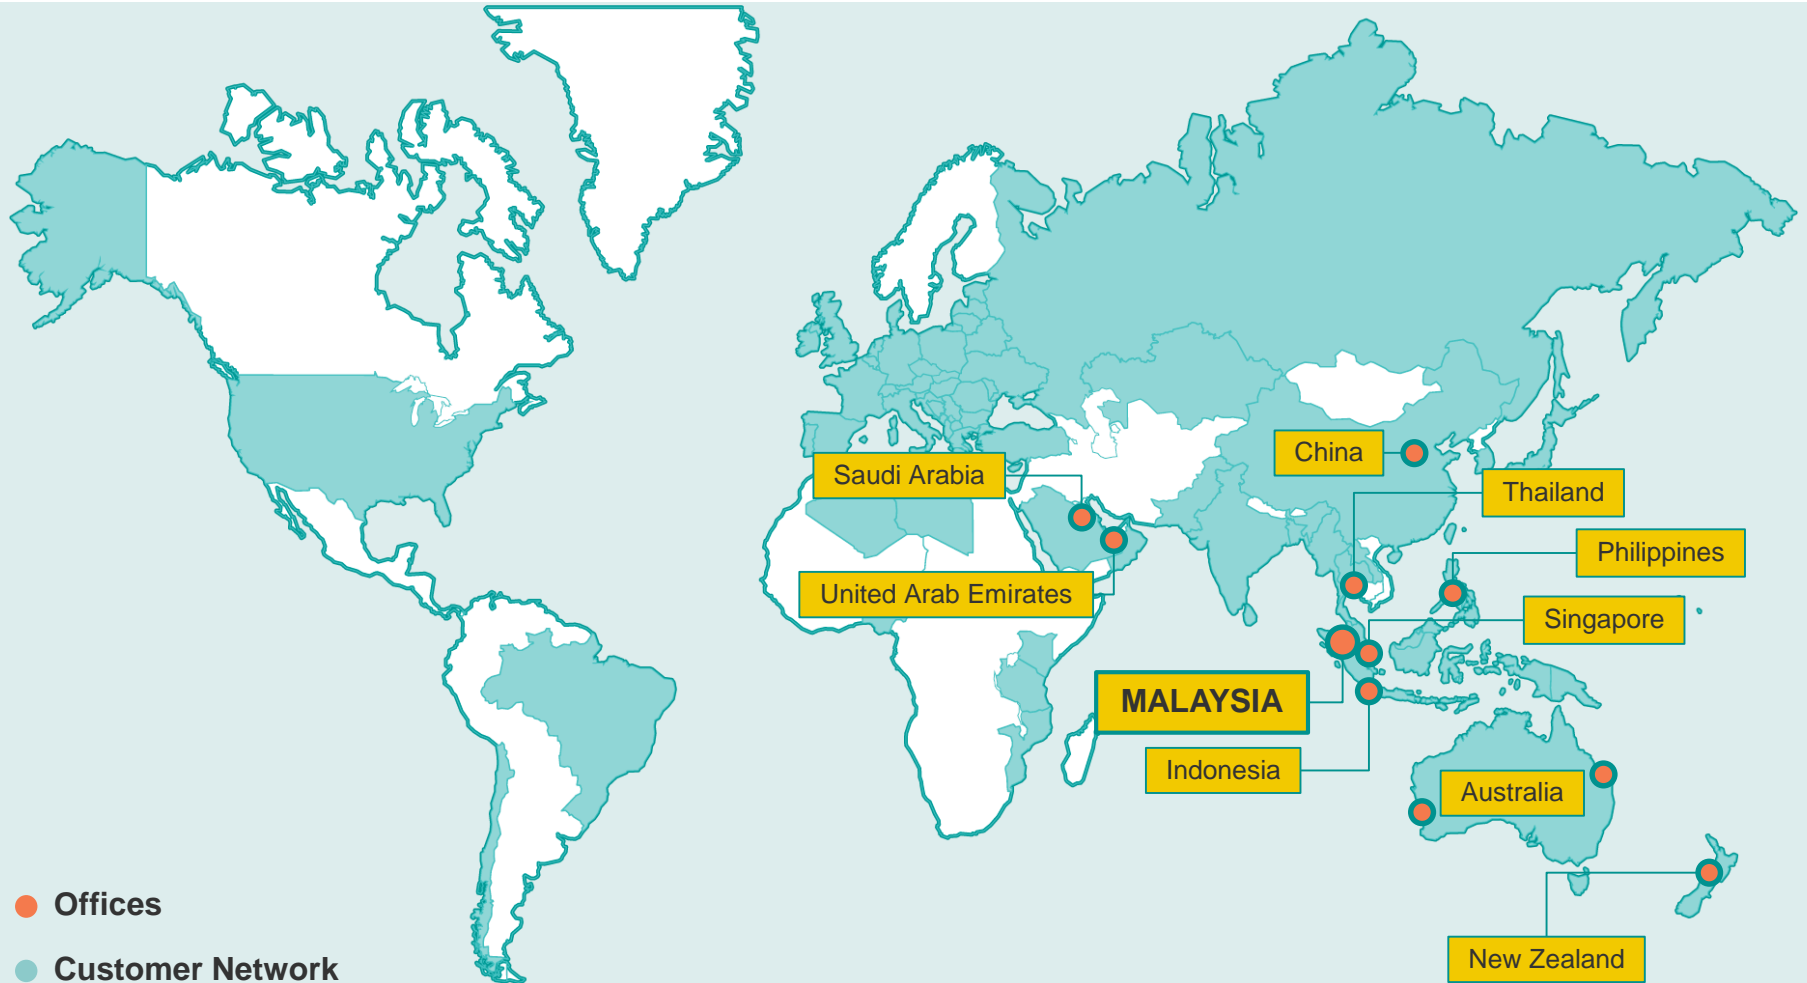 China
Saudi Arabia
Thailand
Philippines
United Arab Emirates
Singapore
MALAYSIA
Indonesia
Australia
Offices
New Zealand
Customer Network